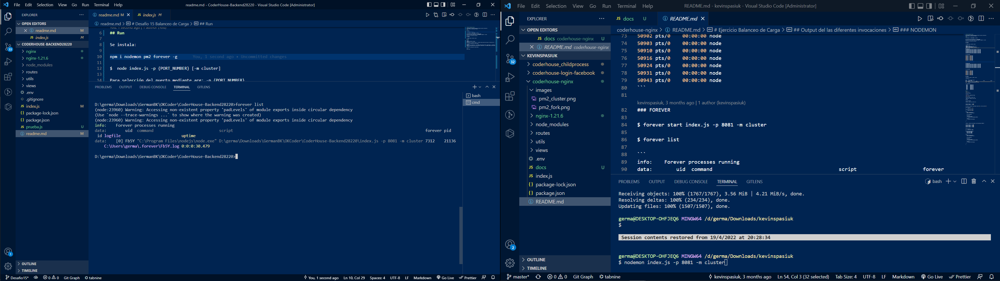 File Edit Selection View Go Run Terminal Help
readme.md - CoderHouse-Backend28220 - Visual Studio Code [Administrator]
EXPLORER
OPEN EDITORS
readme.md M
index.js M
CODERHOUSE-BACKEND28220
nginx
nginx-1.21.6
node_modules
routes
utils
views
.env
.gitignore
index.js M
package-lock.json
package.json
prueba.js U
readme.md M
OUTLINE
TIMELINE
33
1
readme.md M
index.js M
readme.md > # Desafio 15 Balanceo de Carga > ## Run
You, 1 second ago | 1 author (You)
6 ## Run
7
8 Se instala:
9
10 npm i nodemon pm2 forever -g You, 1 second ago • Uncommitted changes
11
12 $ node index.js -p {PORT_NUMBER} [-m cluster]
13
14 Para selección del puerto mediante arg: -p {PORT_NUMBER}
PROBLEMS OUTPUT DEBUG CONSOLE TERMINAL GITLENS
bash
cmd
D:\germa\Downloads\GermanBK\OKCoder\CoderHouse-Backend28220>forever list
(node:23960) Warning: Accessing non-existent property 'padLevels' of module exports inside circular dependency
(Use `node --trace-warnings ...` to show where the warning was created)
(node:23960) Warning: Accessing non-existent property 'padLevels' of module exports inside circular dependency
info: Forever processes running
data: uid command script forever pid
id logfile uptime
data: [0] Fb5Y "C:\Program Files\nodejs\node.exe" D:\germa\Downloads\GermanBK\OKCoder\CoderHouse-Backend28220\index.js -p 8081 -m cluster 7312 21136
C:\Users\germa\.forever\Fb5Y.log 0:0:0:30.479
D:\germa\Downloads\GermanBK\OKCoder\CoderHouse-Backend28220>
Desafio15* 0 0 Git Graph tabnine You, 1 second ago Ln 10, Col 29 Spaces: 4 UTF-8 LF Markdown Go Live Prettier
File Edit Selection View Go Run Terminal Help
README.md - kevinspasiuk - Visual Studio Code [Administrator]
EXPLORER
OPEN EDITORS
docs coderhouse-nginx U
README.md coderhouse-nginx
KEVINSPASIUK
coderhouse_childprocess
coderhouse-login-facebook
coderhouse-nginx
images
pm2_cluster.png
pm2_fork.png
nginx-1.21.6
node_modules
routes
utils
views
.env
docs U
index.js
package-lock.json
package.json
README.md
OUTLINE
TIMELINE
32
2
docs U
README.md
coderhouse-nginx > README.md > # Ejercicio Balanceo de Carga > ## Output del las diferentes invocaciones > ### NODEMON
73 50902 pts/0 00:00:00 node
74 50903 pts/0 00:00:00 node
75 50910 pts/0 00:00:00 node
76 50916 pts/0 00:00:00 node
77 50924 pts/0 00:00:00 node
78 50931 pts/0 00:00:00 node
79 50943 pts/0 00:00:00 node
80 ```
81
kevinspasiuk, 3 months ago | 1 author (kevinspasiuk)
82 ### FOREVER
83
84 $ forever start index.js -p 8081 -m cluster
85
86 $ forever list
87
88 ```
89 info: Forever processes running
90 data: uid command script forever
PROBLEMS OUTPUT DEBUG CONSOLE TERMINAL GITLENS
bash
Receiving objects: 100% (1767/1767), 3.56 MiB | 4.21 MiB/s, done.
Resolving deltas: 100% (234/234), done.
Updating files: 100% (1507/1507), done.
germa@DESKTOP-OHFJEQ6 MINGW64 /d/germa/Downloads/kevinspasiuk
$
Session contents restored from 19/4/2022 at 20:28:34
germa@DESKTOP-OHFJEQ6 MINGW64 /d/germa/Downloads/kevinspasiuk
$ nodemon index.js -p 8081 -m cluster
master* 0 0 Git Graph tabnine kevinspasiuk, 3 months ago Ln 54, Col 3 (32 selected) Tab Size: 4 UTF-8 LF Markdown Go Live Prettier